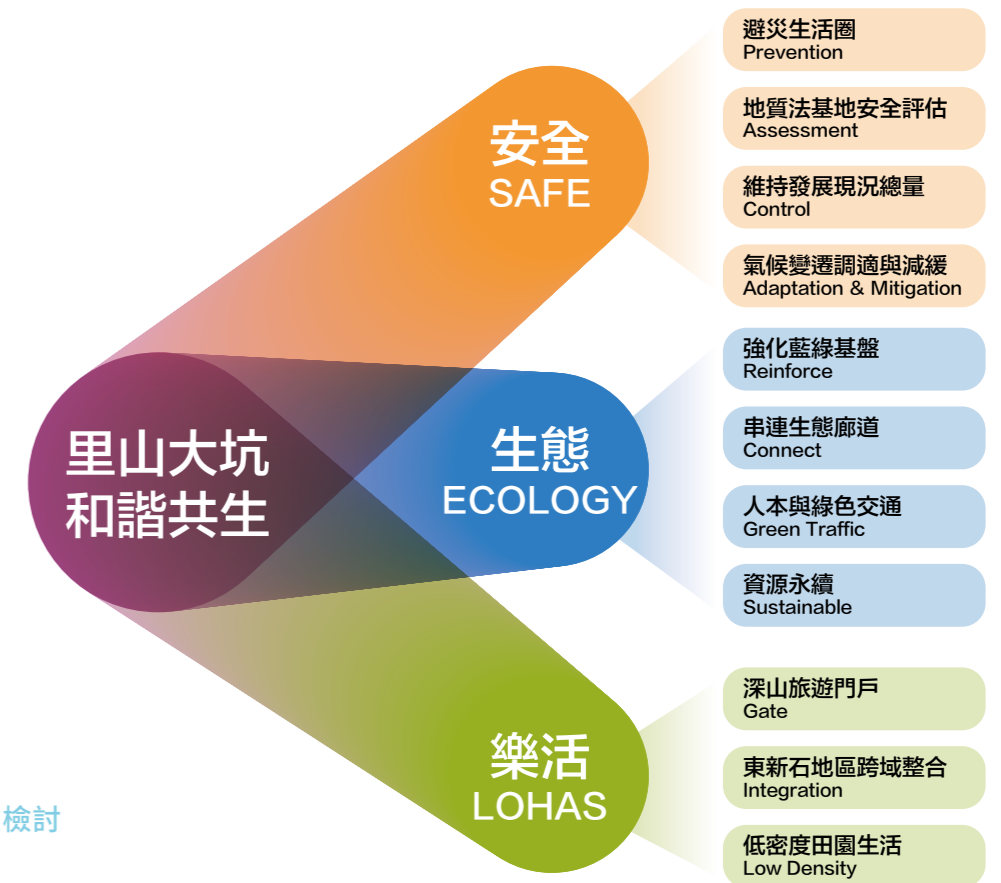 里山大坑
和諧共生
安全
SAFE
避災生活圈
Prevention
地質法基地安全評估
Assessment
維持發展現況總量
Control
氣候變遷調適與減緩
Adaptation & Mitigation
生態
ECOLOGY
強化藍綠基盤
Reinforce
串連生態廊道
Connect
人本與綠色交通
Green Traffic
資源永續
Sustainable
樂活
LOHAS
深山旅遊門戶
Gate
東新石地區跨域整合
Integration
低密度田園生活
Low Density
檢討